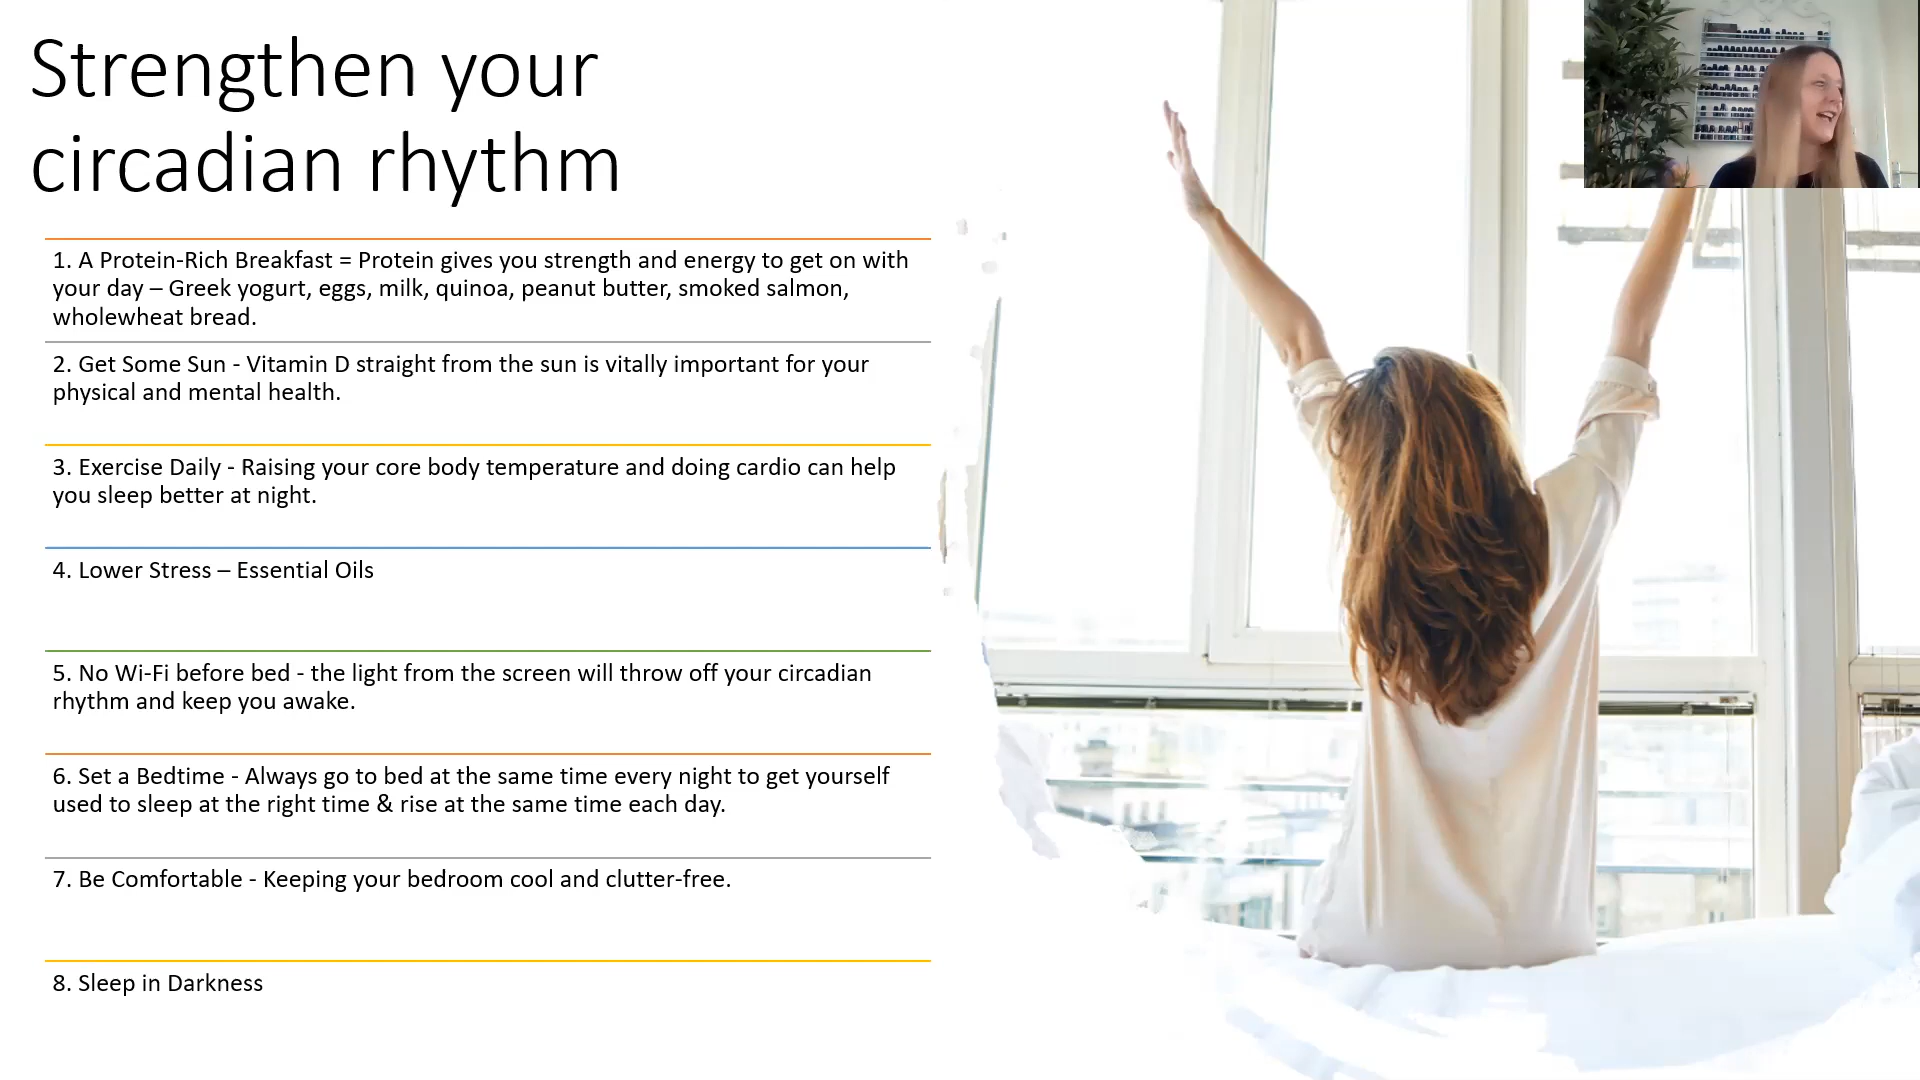 Strengthen your
circadian rhythm
1. A Protein-Rich Breakfast = Protein gives you strength and energy to get on with
your day – Greek yogurt, eggs, milk, quinoa, peanut butter, smoked salmon,
wholewheat bread.
2. Get Some Sun - Vitamin D straight from the sun is vitally important for your
physical and mental health.
3. Exercise Daily - Raising your core body temperature and doing cardio can help
you sleep better at night.
4. Lower Stress – Essential Oils
5. No Wi-Fi before bed - the light from the screen will throw off your circadian
rhythm and keep you awake.
6. Set a Bedtime - Always go to bed at the same time every night to get yourself
used to sleep at the right time & rise at the same time each day.
7. Be Comfortable - Keeping your bedroom cool and clutter-free.
8. Sleep in Darkness